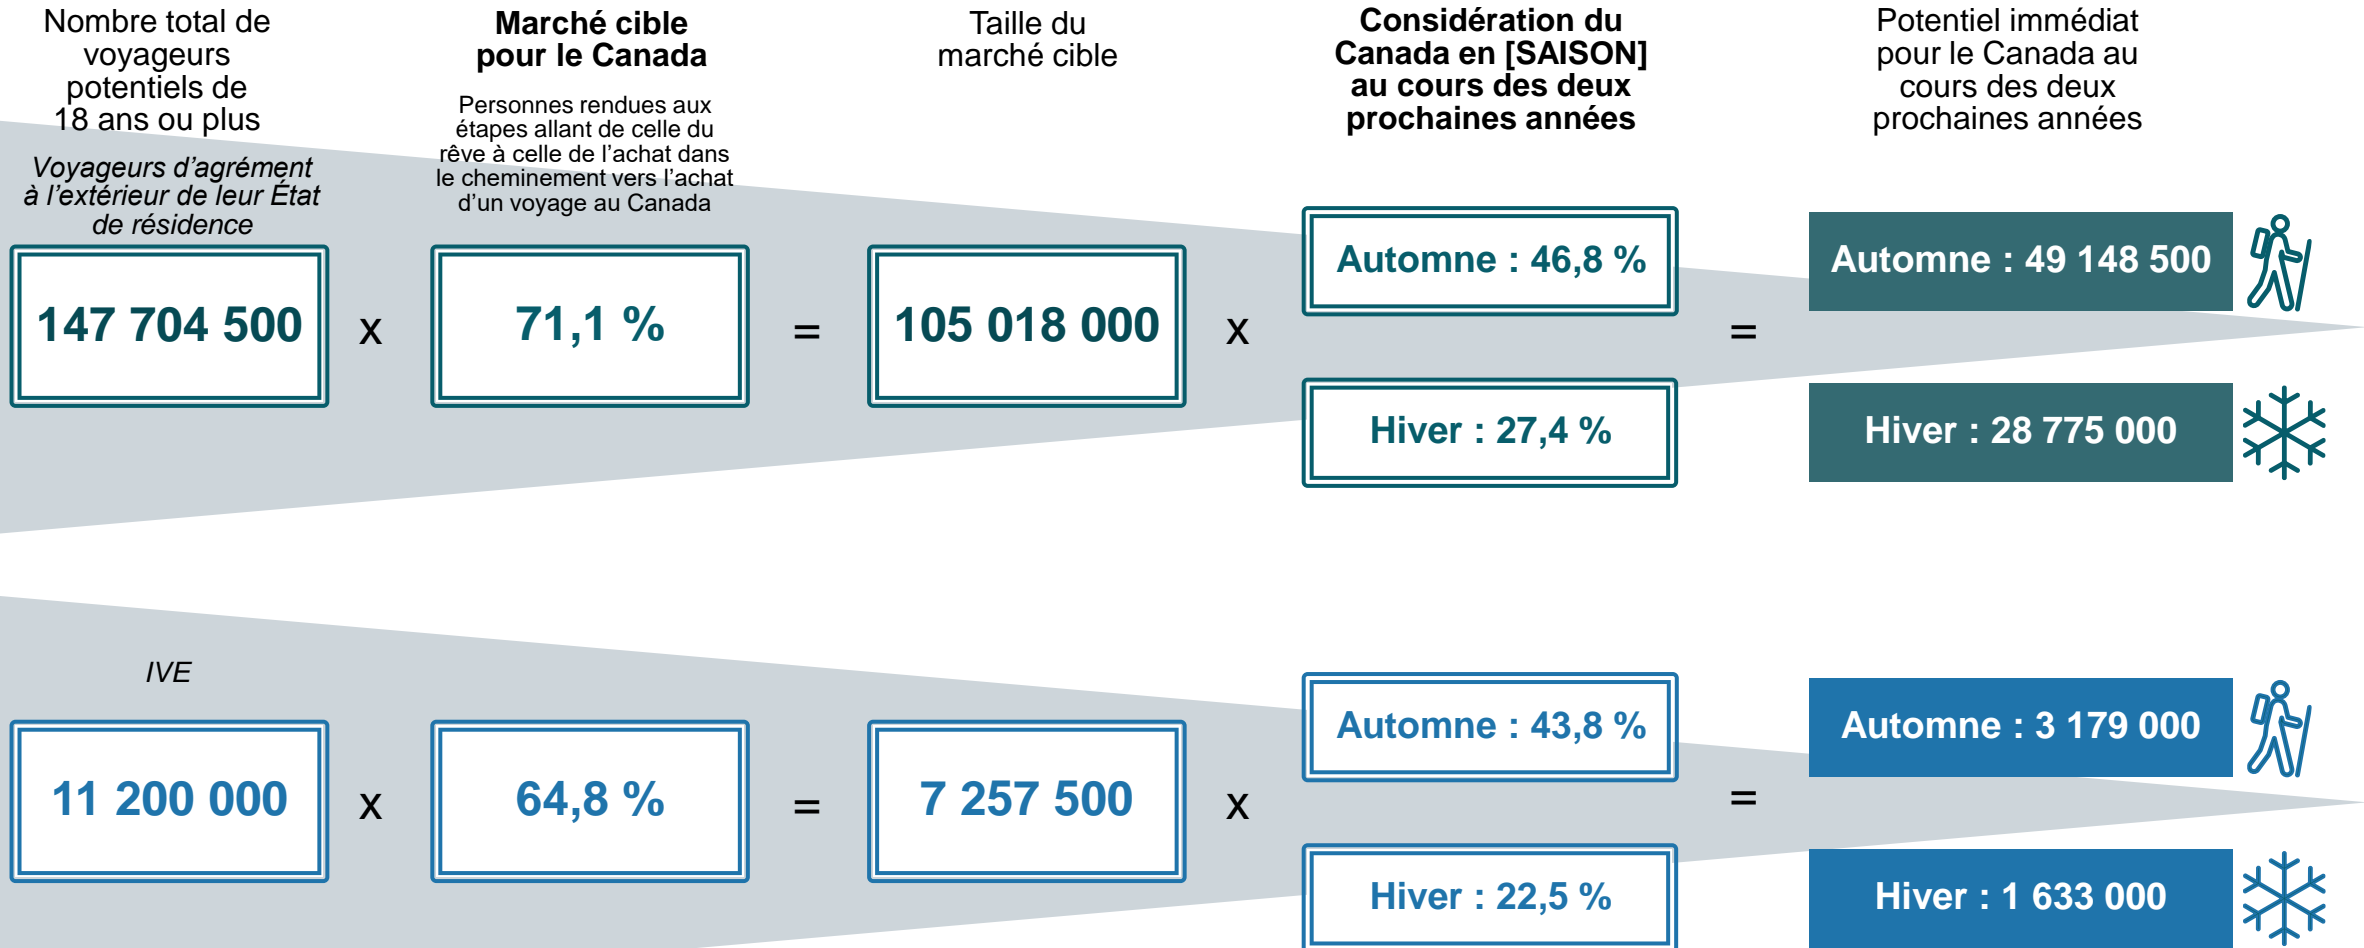 Nombre total de
voyageurs
potentiels de
18 ans ou plus
Voyageurs d’agrément
à l’extérieur de leur État
de résidence
Marché cible
pour le Canada
Personnes rendues aux
étapes allant de celle du
rêve à celle de l’achat dans
le cheminement vers l’achat
d’un voyage au Canada
Taille du
marché cible
Considération du
Canada en [SAISON]
au cours des deux
prochaines années
Potentiel immédiat
pour le Canada au
cours des deux
prochaines années
147 704 500
x
71,1 %
=
105 018 000
x
Automne : 46,8 %
Hiver : 27,4 %
=
Automne : 49 148 500
Hiver : 28 775 000
IVE
11 200 000
x
64,8 %
=
7 257 500
x
Automne : 43,8 %
Hiver : 22,5 %
=
Automne : 3 179 000
Hiver : 1 633 000